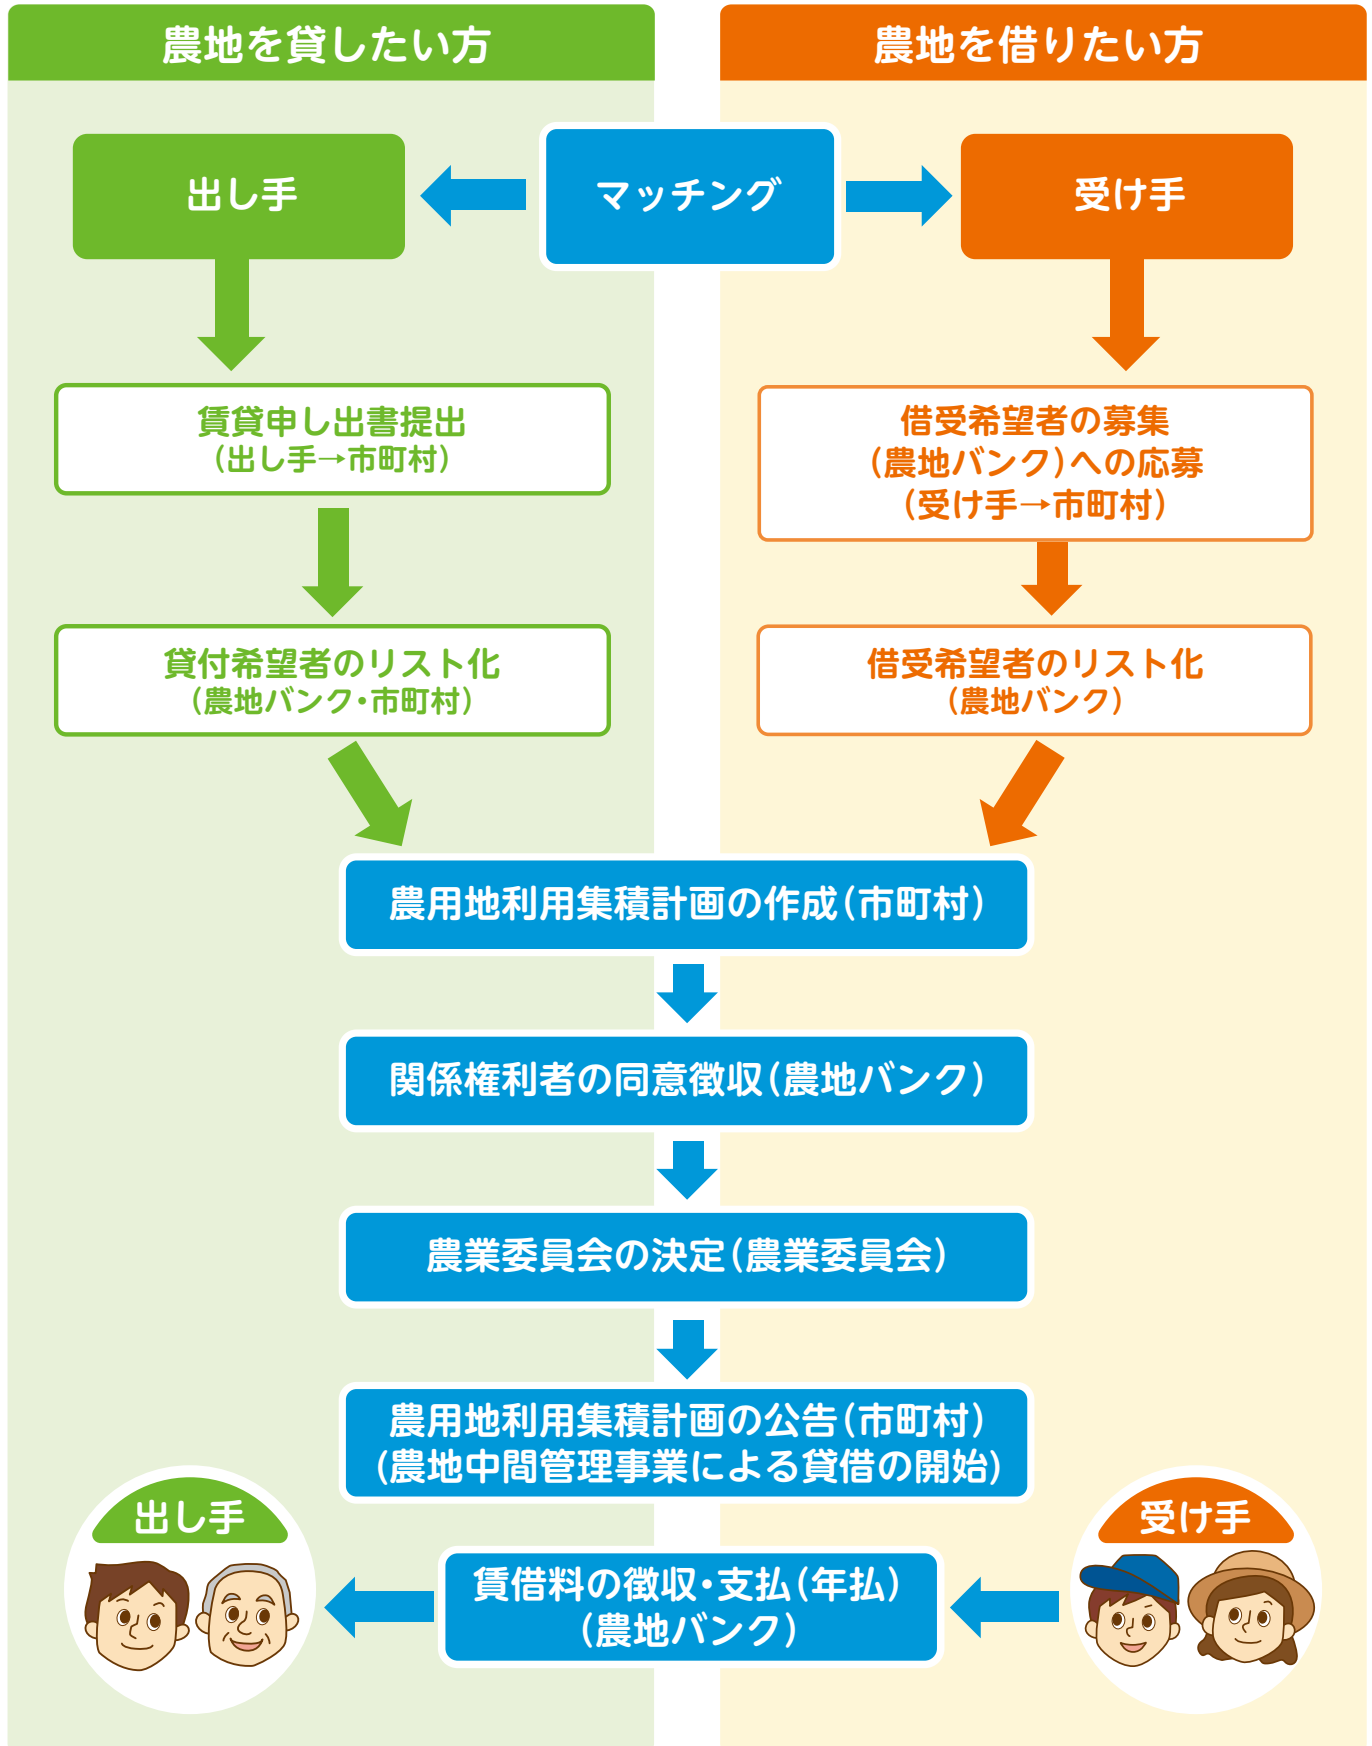 農地を貸したい方
農地を借りたい方
出し手
マッチング
受け手
賃貸申し出書提出
(出し手→市町村)
借受希望者の募集
(農地バンク)への応募
(受け手→市町村)
貸付希望者のリスト化
(農地バンク・市町村)
借受希望者のリスト化
(農地バンク)
農用地利用集積計画の作成(市町村)
関係権利者の同意徴収(農地バンク)
農業委員会の決定(農業委員会)
農用地利用集積計画の公告(市町村)
(農地中間管理事業による貸借の開始)
出し手
受け手
賃借料の徴収・支払(年払)
(農地バンク)